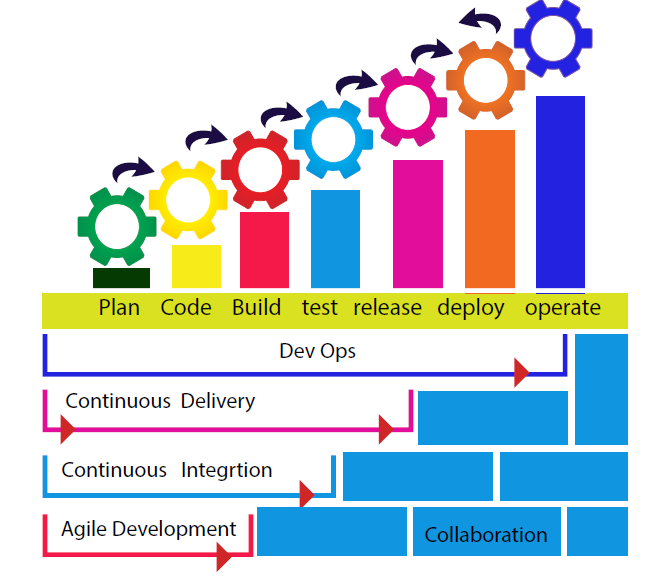 Plan Code Build test release deploy operate
Dev Ops
Continuous Delivery
Continuous Integrtion
Agile Development
Collaboration